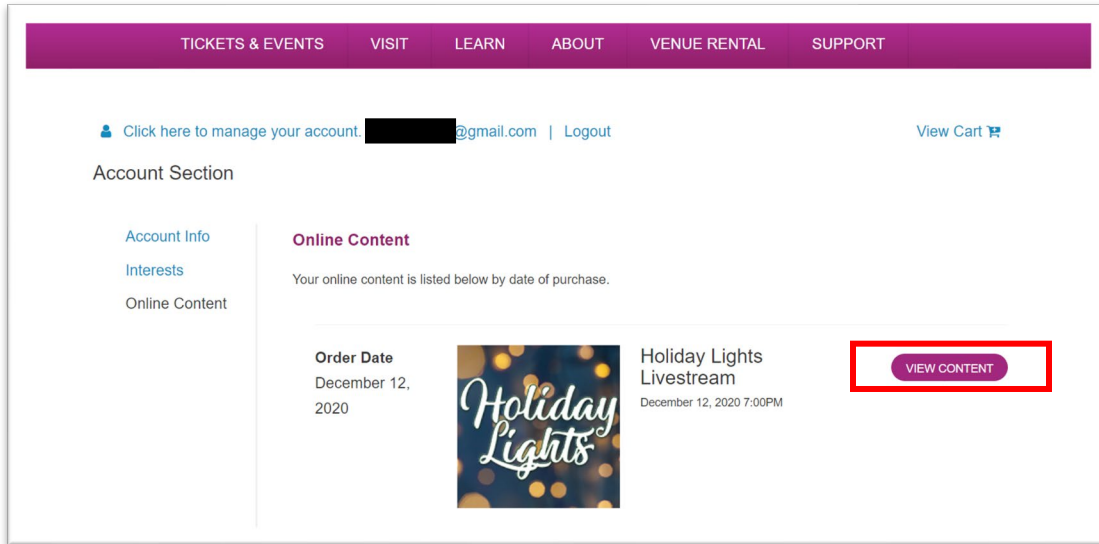 TICKETS & EVENTS VISIT LEARN ABOUT VENUE RENTAL SUPPORT
Click here to manage your account. @gmail.com | Logout View Cart
Account Section
Account Info
Interests
Online Content
Online Content
Your online content is listed below by date of purchase.
Order Date
December 12,
2020
Holiday
Lights
Holiday Lights
Livestream
December 12, 2020 7:00PM
VIEW CONTENT